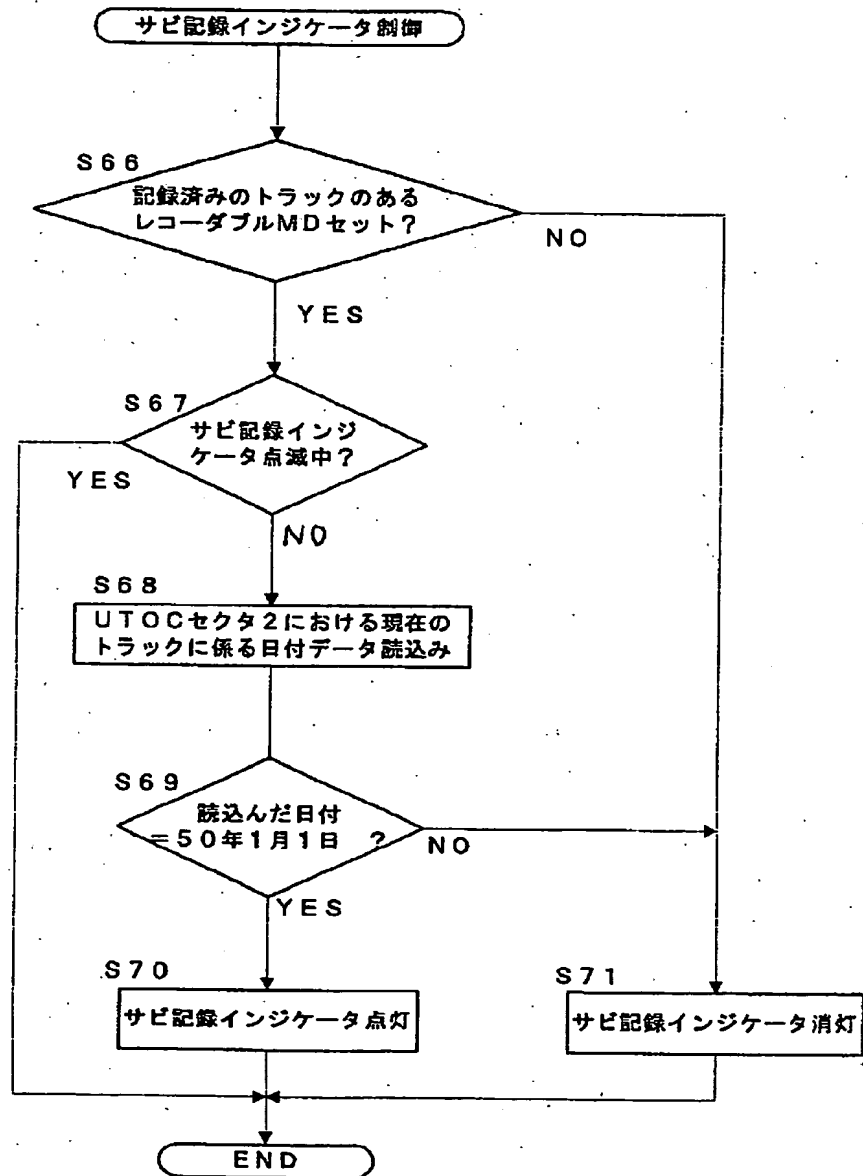 サビ記録インジケータ制御
S66
記録済みのトラックのある
レコーダブルMDセット?
NO
YES
S67
サビ記録インジ
ケータ点滅中?
YES
NO
S68
UTOCセクタ2における現在の
トラックに係る日付データ読込み
S69
読込んだ日付
=50年1月1日 ?
NO
YES
S70
サビ記録インジケータ点灯
S71
サビ記録インジケータ消灯
END